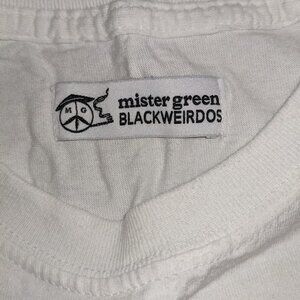 M G
mister green
BLACKWEIRDOS